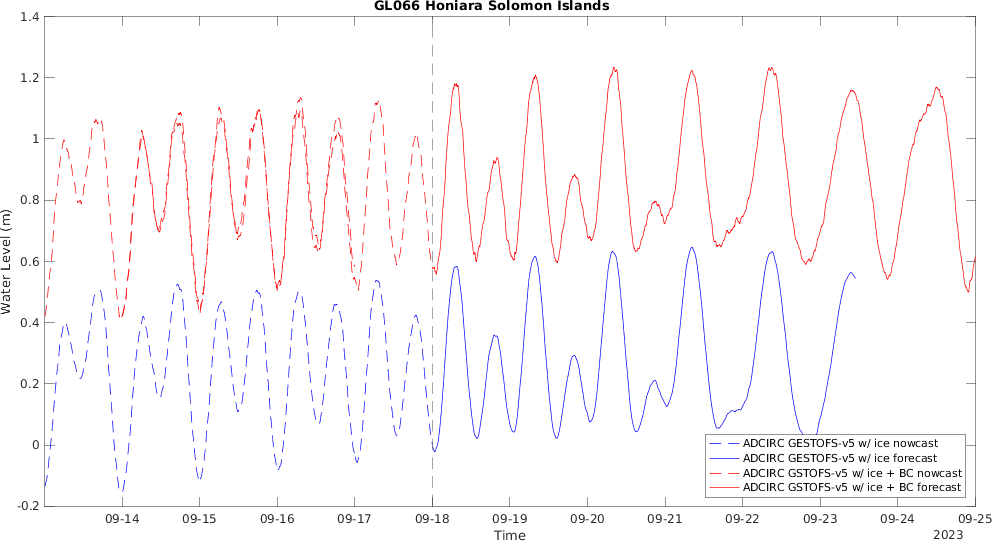 GL066 Honiara Solomon Islands
Water Level (m)
1.4
1.2
1
0.8
0.6
0.4
0.2
0
-0.2
ADCIRC GESTOFS-v5 w/ ice nowcast
ADCIRC GESTOFS-v5 w/ ice forecast
ADCIRC GSTOFS-v5 w/ ice + BC nowcast
ADCIRC GSTOFS-v5 w/ ice + BC forecast
09-14 09-15 09-16 09-17 09-18 09-19 09-20 09-21 09-22 09-23 09-24 09-25
Time
2023